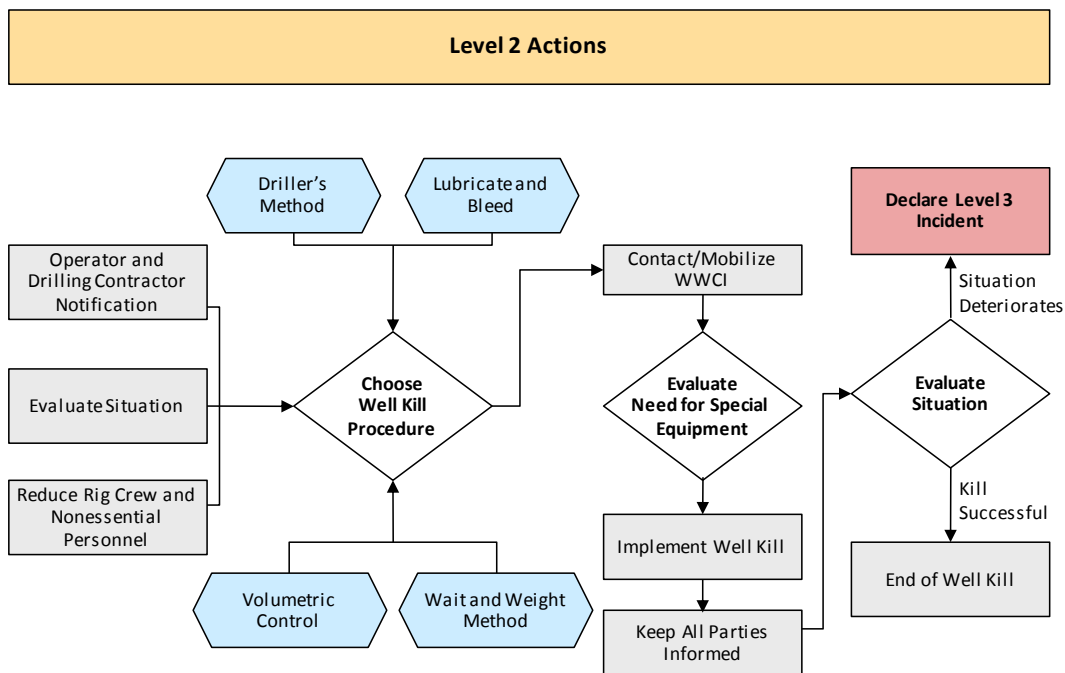 Level 2 Actions
Driller's
Method
Lubricate and
Bleed
Declare Level 3
Incident
Operator and
Drilling Contractor
Notification
Contact/Mobilize
WWCI
Situation
Deteriorates
Evaluate Situation
Choose
Well Kill
Procedure
Evaluate
Need for Special
Equipment
Evaluate
Situation
Reduce Rig Crew and
Nonessential
Personnel
Kill
Successful
Implement Well Kill
End of Well Kill
Volumetric
Control
Wait and Weight
Method
Keep All Parties
Informed